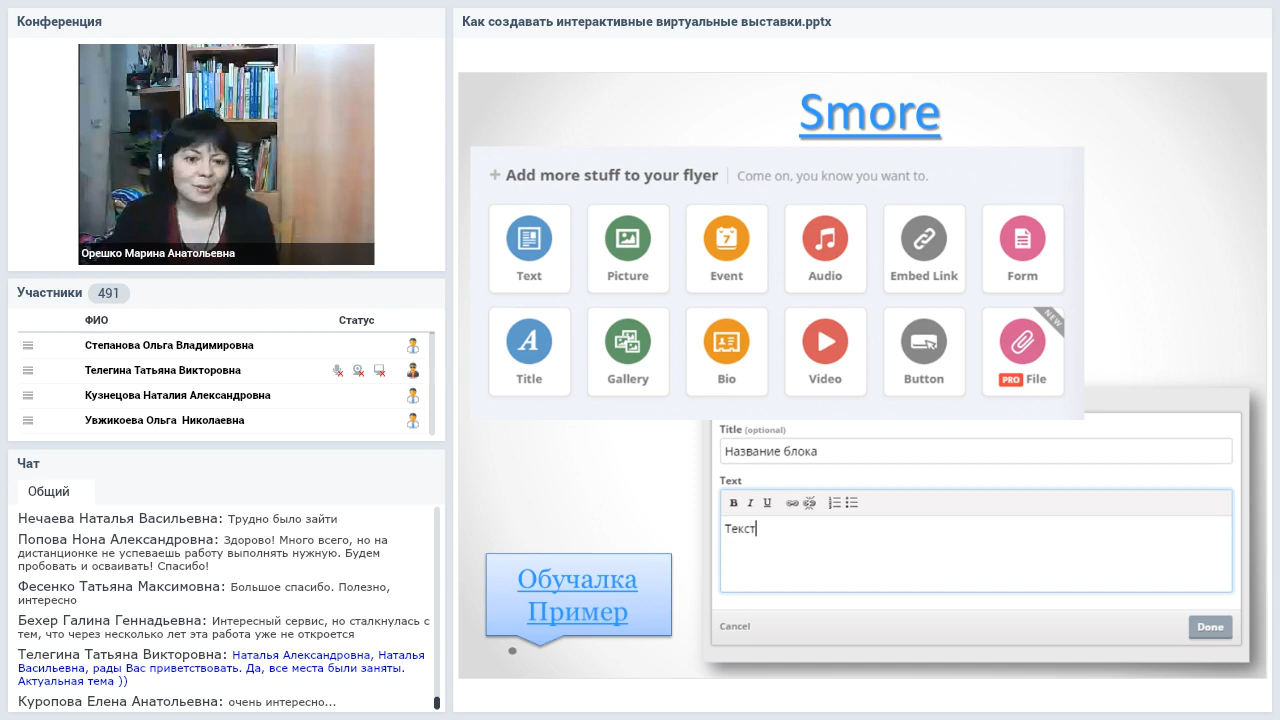 Конференция
Орешко Марина Анатольевна
Участники 491
ФИО Статус
Степанова Ольга Владимировна
Телегина Татьяна Викторовна
Кузнецова Наталия Александровна
Увжикоева Ольга Николаевна
Чат
Общий
Нечаева Наталья Васильевна: Трудно было зайти
Попова Нона Александровна: Здорово! Много всего, но на
дистанционке не успеваешь работу выполнять нужную. Будем
пробовать и осваивать! Спасибо!
Фесенко Татьяна Максимовна: Большое спасибо. Полезно,
интересно
Бехер Галина Геннадьевна: Интересный сервис, но сталкнулась с
тем, что через несколько лет эта работа уже не откроется
Телегина Татьяна Викторовна: Наталья Александровна, Наталья
Васильевна, рады Вас приветствовать. Да, все места были заняты.
Актуальная тема ))
Куропова Елена Анатольевна: очень интересно...
Как создавать интерактивные виртуальные выставки.pptx
Smore
+ Add more stuff to your flyer Come on, you know you want to.
Text Picture Event Audio Embed Link Form
NEW
Title Gallery Bio Video Button PRO File
Title (optional)
Название блока
Text
B I U
Текст
Cancel Done
Обучалка
Пример